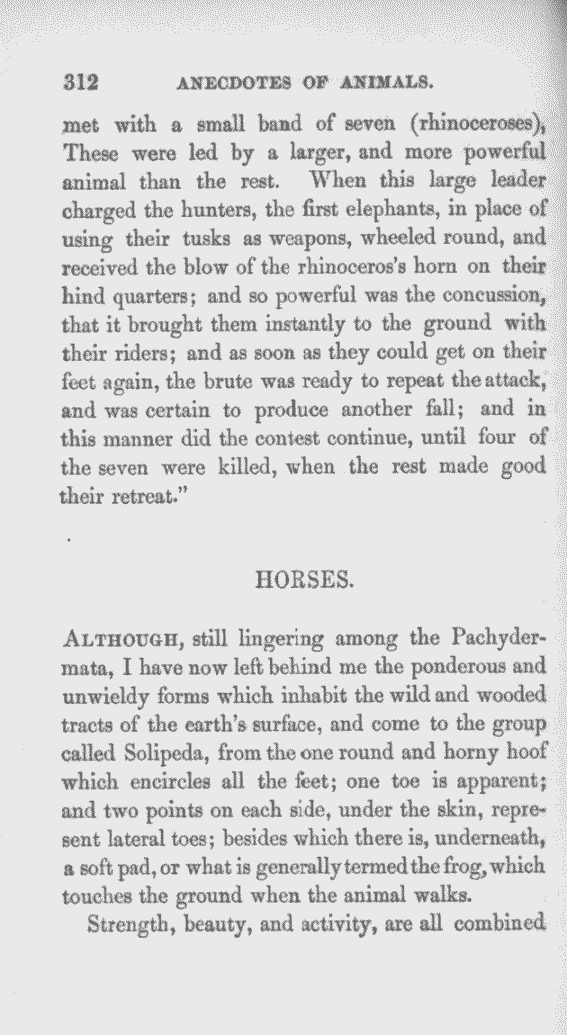 312 ANECDOTES OF ANIMALS.
met with a small band of seven (rhinoceroses),
These were led by a larger, and more powerful
animal than the rest. When this large leader
charged the hunters, the first elephants, in place of
using their tusks as weapons, wheeled round, and
received the blow of the rhinoceros's horn on their
hind quarters; and so powerful was the concussion,
that it brought them instantly to the ground with
their riders; and as soon as they could get on their
feet again, the brute was ready to repeat the attack,
and was certain to produce another fall; and in
this manner did the contest continue, until four of
the seven were killed, when the rest made good
their retreat."
HORSES.
ALTHOUGH, still lingering among the Pachyder-
mata, I have now left behind me the ponderous and
unwieldy forms which inhabit the wild and wooded
tracts of the earth's surface, and come to the group
called Solipeda, from the one round and horny hoof
which encircles all the feet; one toe is apparent;
and two points on each side, under the skin, repre-
sent lateral toes; besides which there is, underneath,
a soft pad, or what is generally termed the frog, which
touches the ground when the animal walks.
Strength, beauty, and activity, are all combined